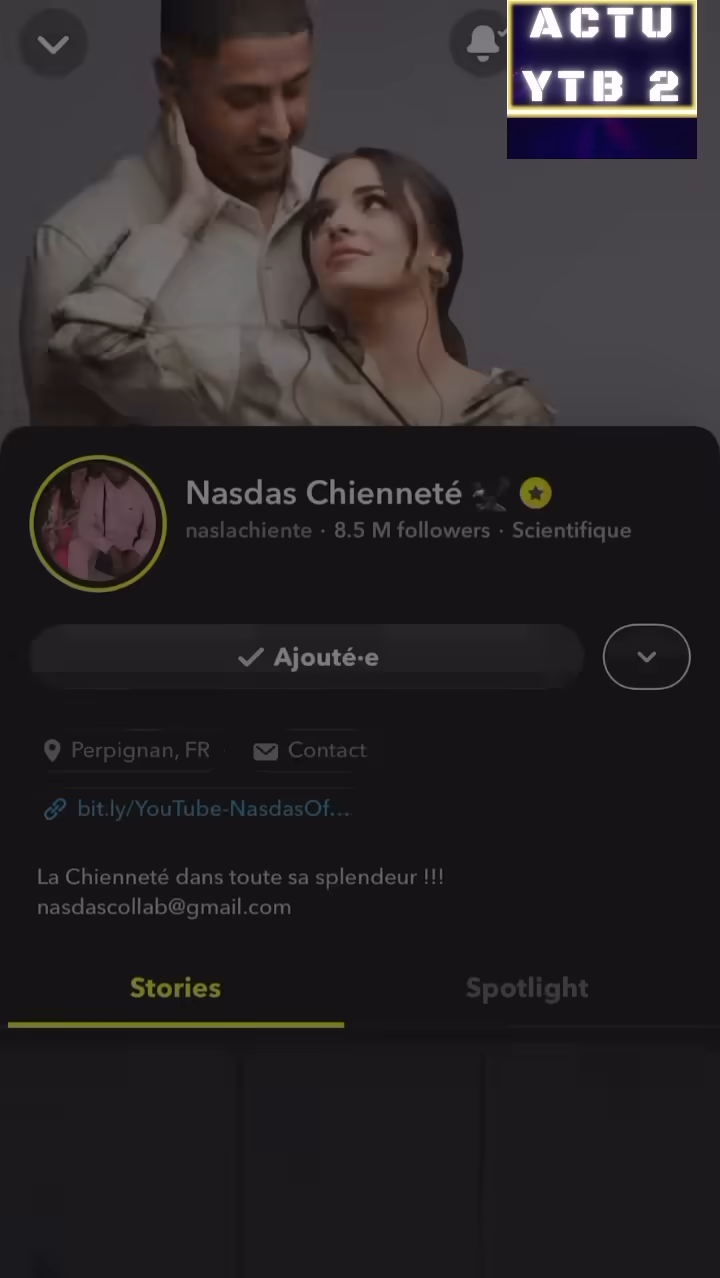 ACTU
YTB 2
Nasdas Chienneté
naslachiente · 8.5 M followers · Scientifique
Ajouté·e
Perpignan, FR
Contact
bit.ly/YouTube-NasdasOf...
La Chienneté dans toute sa splendeur !!!
nasdascollab@gmail.com
Stories
Spotlight